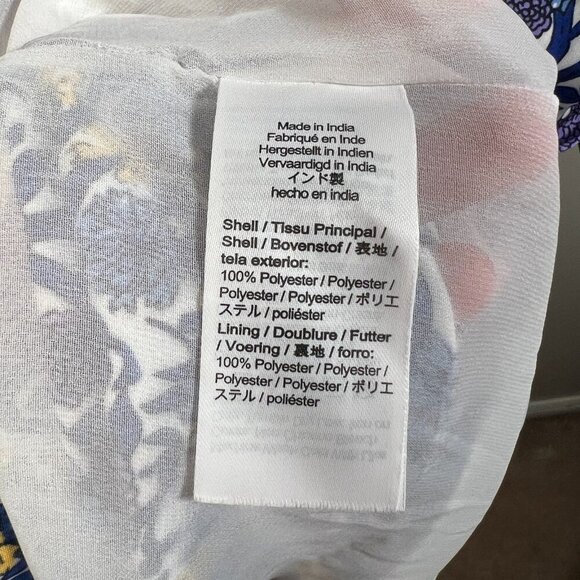 Made in India
Fabriqué en Inde
Hergestellt in Indien
Vervaardigd in India
インド製
hecho en india
Shell / Tissu Principal /
Shell / Bovenstof / 表地 /
tela exterior:
100% Polyester / Polyester /
Polyester / Polyester / ポリエ
ステル / poliéster
Lining / Doublure / Futter
/ Voering / 裏地 / forro:
100% Polyester / Polyester /
Polyester / Polyester / ポリエ
ステル / poliéster